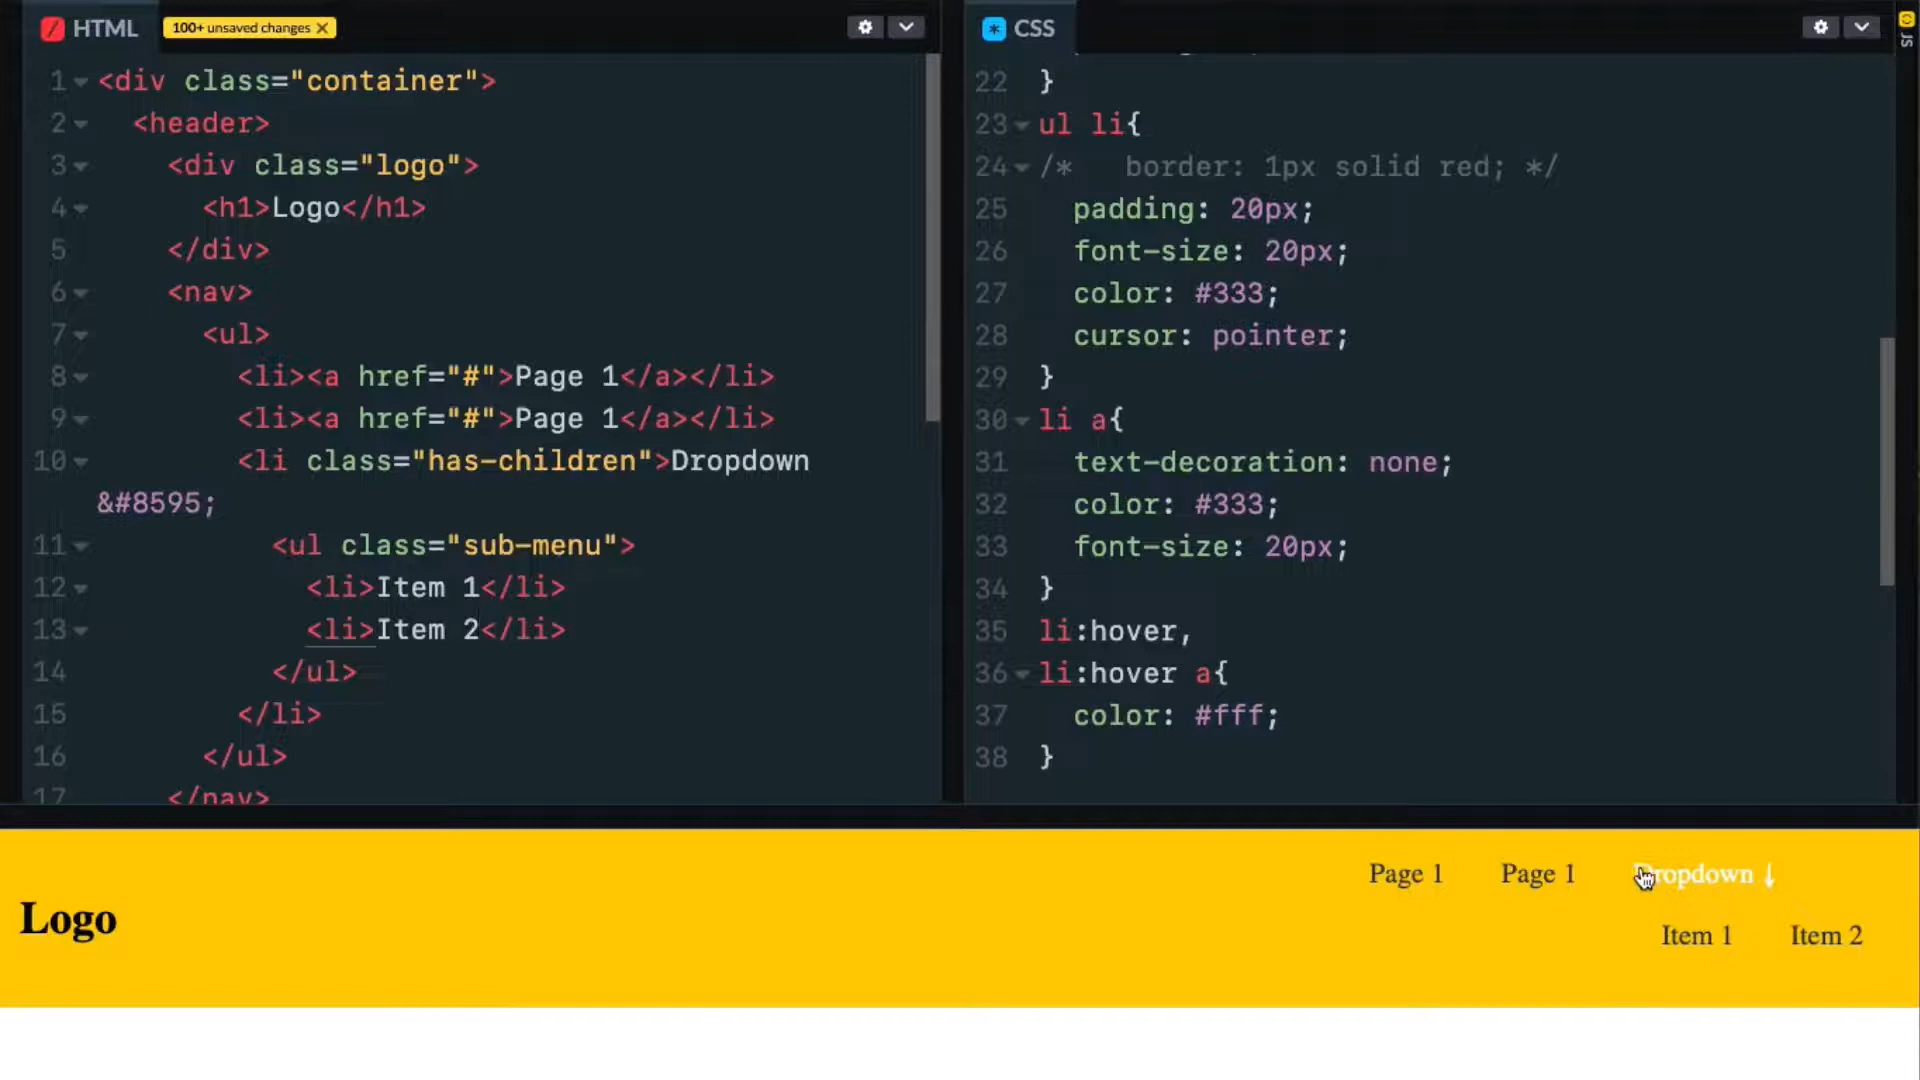 HTML
100+ unsaved changes X
1 <div class="container">
2 <header>
3 <div class="logo">
4 <h1>Logo</h1>
5 </div>
6 <nav>
7 <ul>
8 <li><a href="#">Page 1</a></li>
9 <li><a href="#">Page 1</a></li>
10 <li class="has-children">Dropdown
&#8595;
11 <ul class="sub-menu">
12 <li>Item 1</li>
13 <li>Item 2</li>
14 </ul>
15 </li>
16 </ul>
17 </nav>
CSS
22 }
23 ul li{
24 /* border: 1px solid red; */
25 padding: 20px;
26 font-size: 20px;
27 color: #333;
28 cursor: pointer;
29 }
30 li a{
31 text-decoration: none;
32 color: #333;
33 font-size: 20px;
34 }
35 li:hover,
36 li:hover a{
37 color: #fff;
38 }
JS
Logo
Page 1 Page 1 Dropdown ↓
Item 1 Item 2